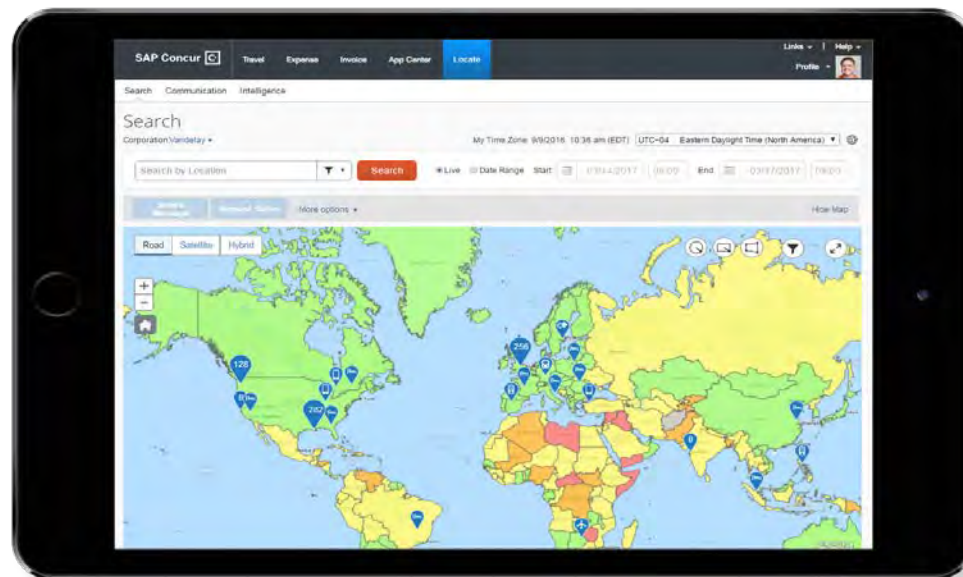 Links | Help
SAP Concur C Travel Expense Invoice App Center Locate
Profile
Search Communication Intelligence
Search
Corporation:Vandelay
My Time Zone: 9/9/2016 10:36 am (EDT) UTC-04 Eastern Daylight Time (North America)
Search by Location Search Live Date Range Start End
More options Hide Map
Road Satellite Hybrid
+
-
256
128
8
282